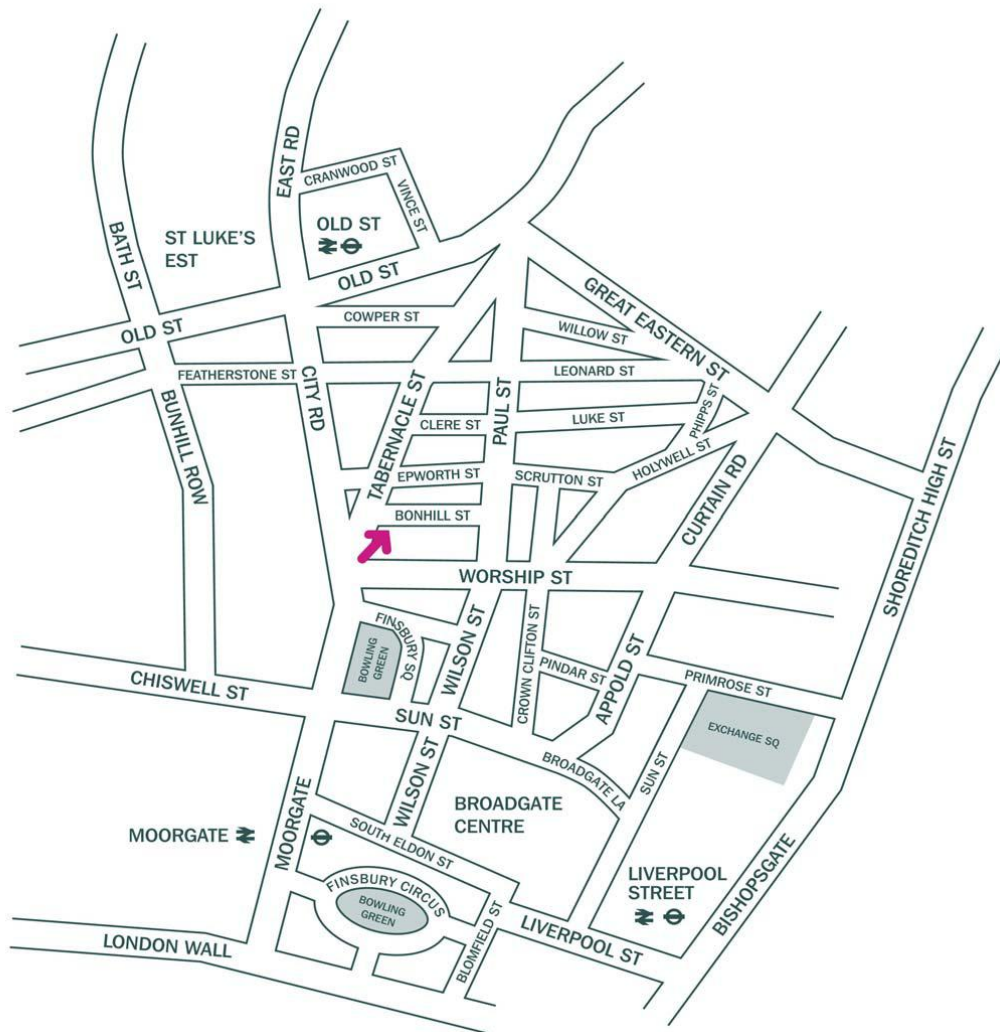 EAST RD
CRANWOOD ST
VINCE ST
BATH ST
ST LUKE'S
EST
OLD ST
OLD ST
OLD ST
COWPER ST
GREAT EASTERN ST
WILLOW ST
FEATHERSTONE ST
CITY RD
TABERNACLE ST
PAUL ST
LEONARD ST
BUNHILL ROW
CLERE ST
LUKE ST
PHIPPS ST
HOLYWELL ST
EPWORTH ST
SCRUTTON ST
CURTAIN RD
SHOREDITCH HIGH ST
BONHILL ST
WORSHIP ST
FINSBURY SQ
BOWLING
GREEN
WILSON ST
CROWN CLIFTON ST
PINDAR ST
APPOLD ST
PRIMROSE ST
CHISWELL ST
SUN ST
EXCHANGE SQ
BROADGATE LA
SUN ST
WILSON ST
BROADGATE
CENTRE
MOORGATE
MOORGATE
SOUTH ELDON ST
LIVERPOOL
STREET
BISHOPSGATE
FINSBURY CIRCUS
BOWLING
GREEN
BLOMFIELD ST
LIVERPOOL ST
LONDON WALL